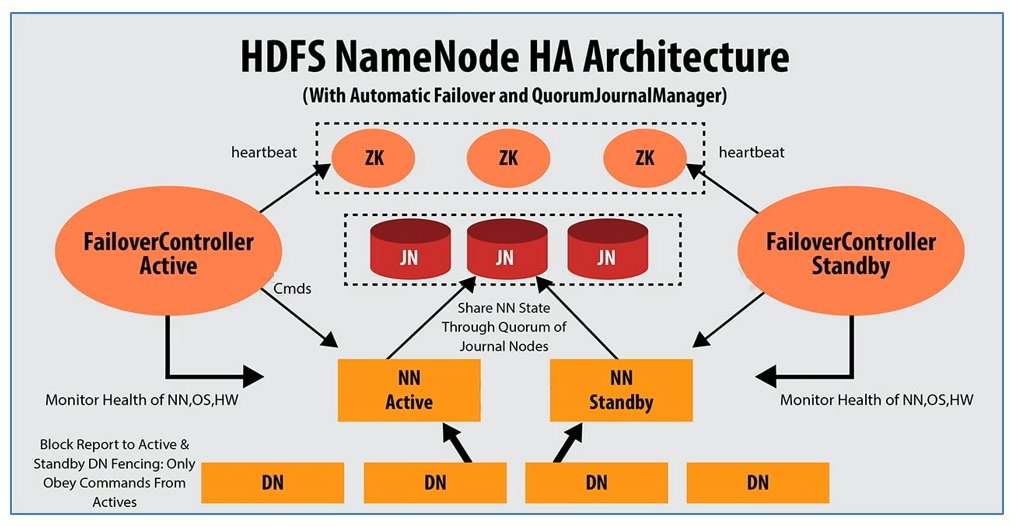 HDFS NameNode HA Architecture
(With Automatic Failover and QuorumJournalManager)
heartbeat
ZK
ZK
ZK
heartbeat
FailoverController
Active
JN
JN
JN
FailoverController
Standby
Cmds
Share NN State
Through Quorum of
Journal Nodes
NN
Active
NN
Standby
Monitor Health of NN,OS,HW
Monitor Health of NN,OS,HW
Block Report to Active &
Standby DN Fencing: Only
Obey Commands From
Actives
DN
DN
DN
DN